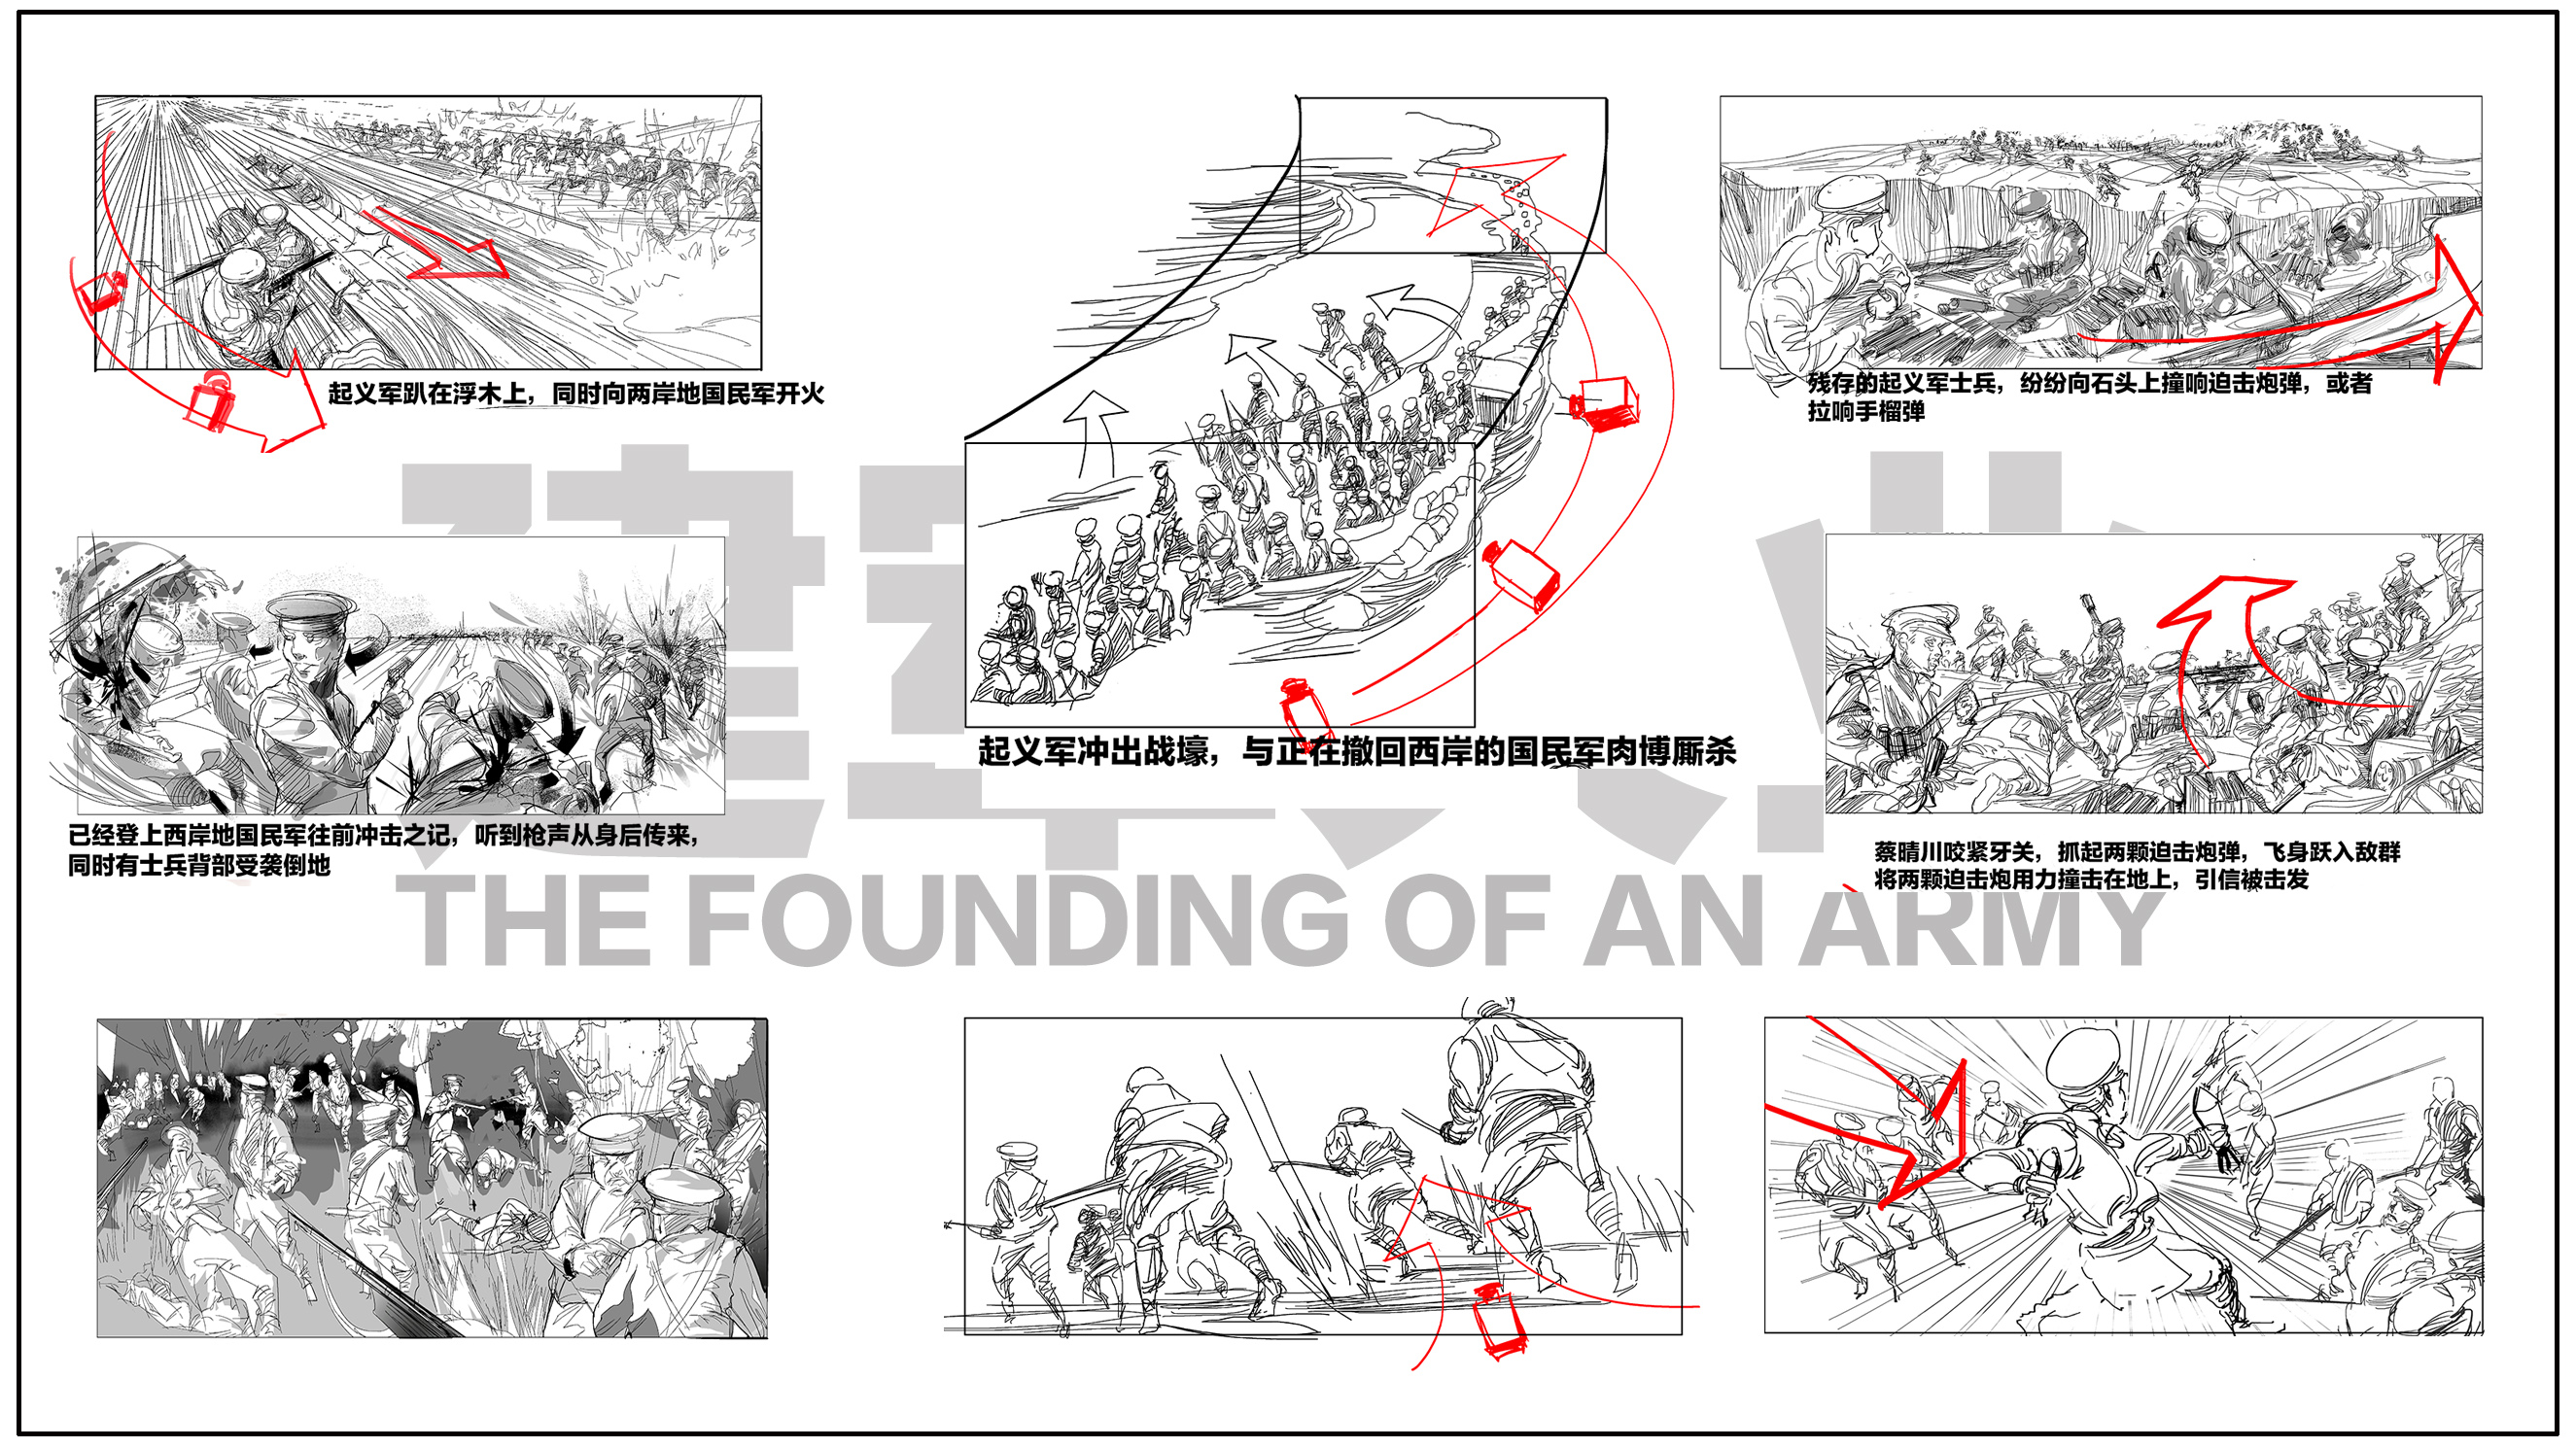 起义军趴在浮木上，同时向两岸地国民军开火
已经登上西岸地国民军往前冲击之记，听到枪声从身后传来，
同时有士兵背部受袭倒地
起义军冲出战壕，与正在撤回西岸的国民军肉博厮杀
残存的起义军士兵，纷纷向石头上撞响迫击炮弹，或者
拉响手榴弹
蔡晴川咬紧牙关，抓起两颗迫击炮弹，飞身跃入敌群
将两颗迫击炮用力撞击在地上，引信被击发
建军大业
THE FOUNDING OF AN ARMY